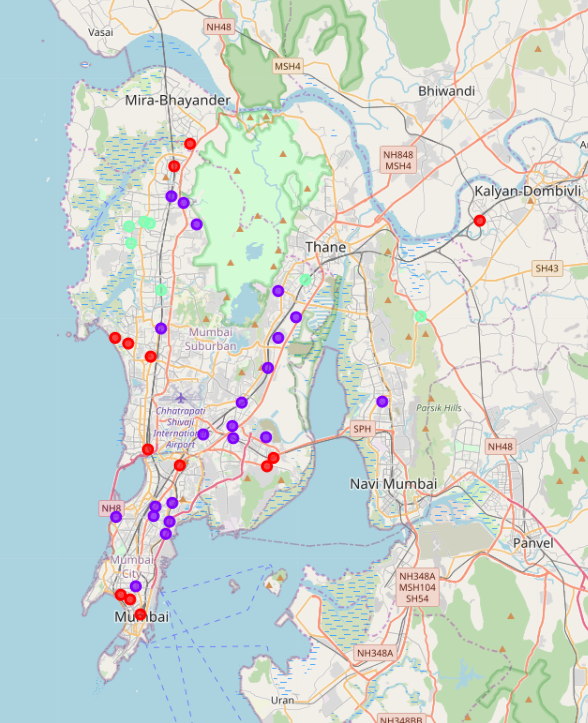 NH48
Vasai
MSH4
Bhiwandi
Mira-Bhayander
NH848
MSH4
Kalyan-Dombivli
Thane
SH43
Mumbai
Suburban
Parsik Hills
Chhatrapati
Shivaji
International
Airport
SPH
NH48
Navi Mumbai
NH8
Panvel
Mumbai
City
NH348A
MSH104
SH54
Mumbai
NH348A
Uran
NH348BB